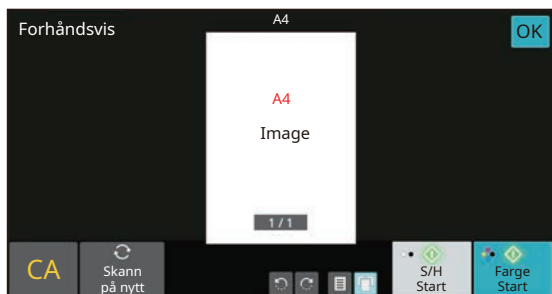 A4
Forhåndsvis
OK
A4
Image
1 / 1
CA
Skann
på nytt
S/H
Start
Farge
Start